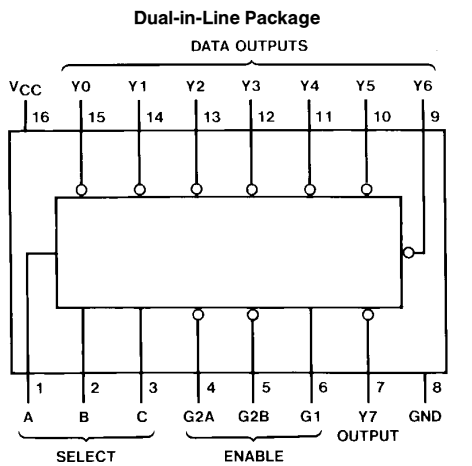 Dual-in-Line Package
DATA OUTPUTS
VCC Y0 Y1 Y2 Y3 Y4 Y5 Y6
16 15 14 13 12 11 10 9
1 2 3 4 5 6 7 8
A B C G2A G2B G1 Y7 GND
OUTPUT
SELECT ENABLE